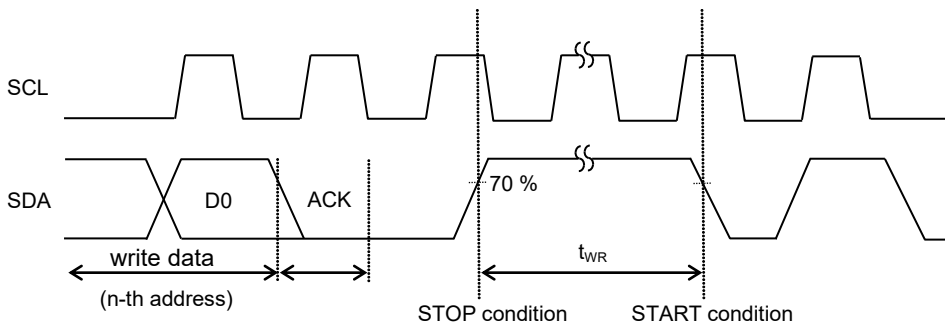 SCL
SDA
D0
ACK
70 %
write data
(n-th address)
tWR
STOP condition
START condition